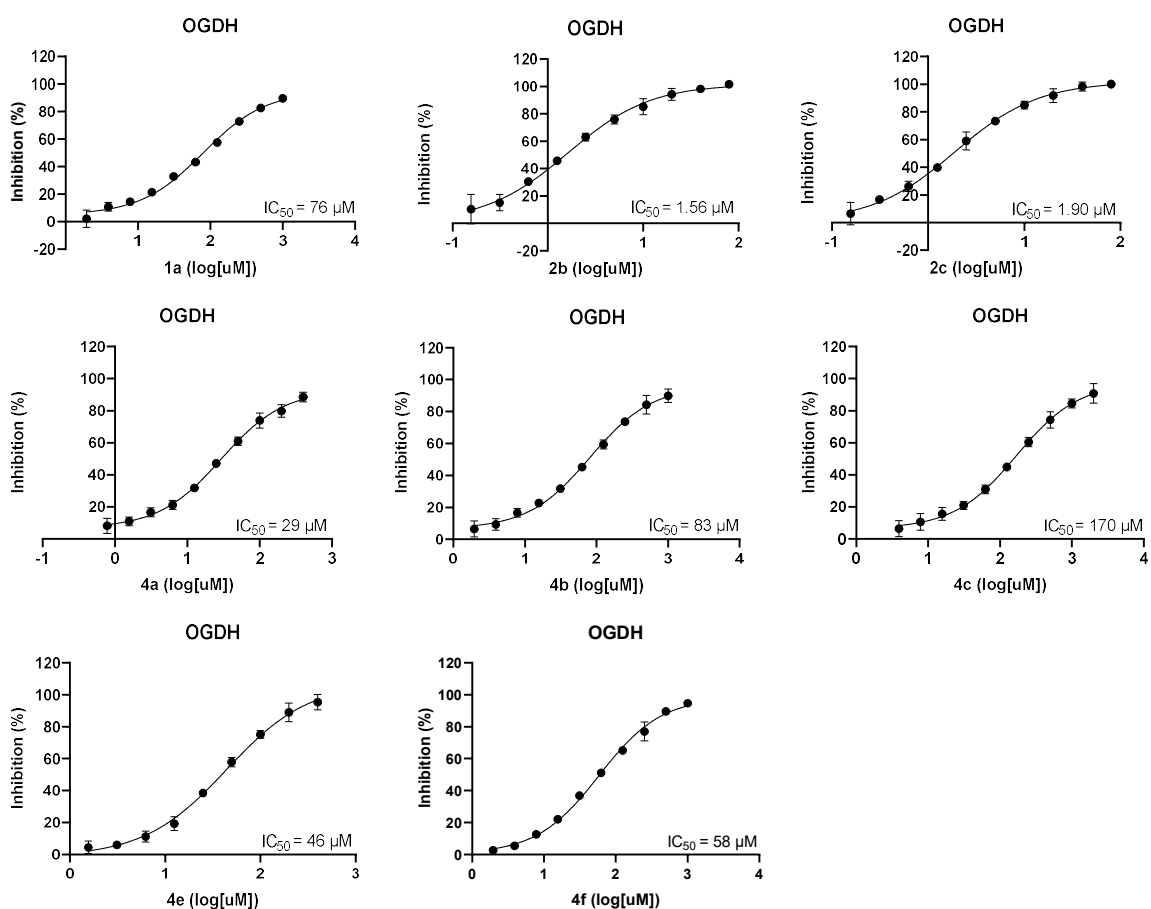 OGDH
Inhibition (%)
120
100
80
60
40
20
0
-20
1
2
3
4
IC50 = 76 µM
1a (log[uM])
OGDH
Inhibition (%)
120
100
80
60
40
20
-20
-1
0
1
2
IC50 = 1.56 µM
2b (log[uM])
OGDH
Inhibition (%)
120
100
80
60
40
20
-20
-1
0
1
2
IC50 = 1.90 µM
2c (log[uM])
OGDH
Inhibition (%)
120
100
80
60
40
20
-1
0
1
2
3
IC50 = 29 µM
4a (log[uM])
OGDH
Inhibition (%)
120
100
80
60
40
20
0
0
1
2
3
4
IC50 = 83 µM
4b (log[uM])
OGDH
Inhibition (%)
120
100
80
60
40
20
0
0
1
2
3
4
IC50 = 170 µM
4c (log[uM])
OGDH
Inhibition (%)
120
100
80
60
40
20
0
0
1
2
3
IC50 = 46 µM
4e (log[uM])
OGDH
Inhibition (%)
120
100
80
60
40
20
0
0
1
2
3
4
IC50 = 58 µM
4f (log[uM])